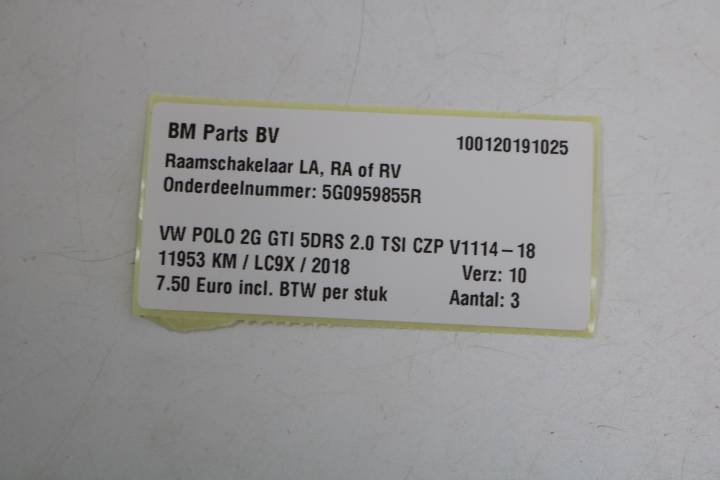 BM Parts BV 100120191025
Raamschakelaar LA, RA of RV
Onderdeelnummer: 5G0959855R
VW POLO 2G GTI 5DRS 2.0 TSI CZP V1114-18
11953 KM / LC9X / 2018 Verz: 10
7.50 Euro incl. BTW per stuk Aantal: 3